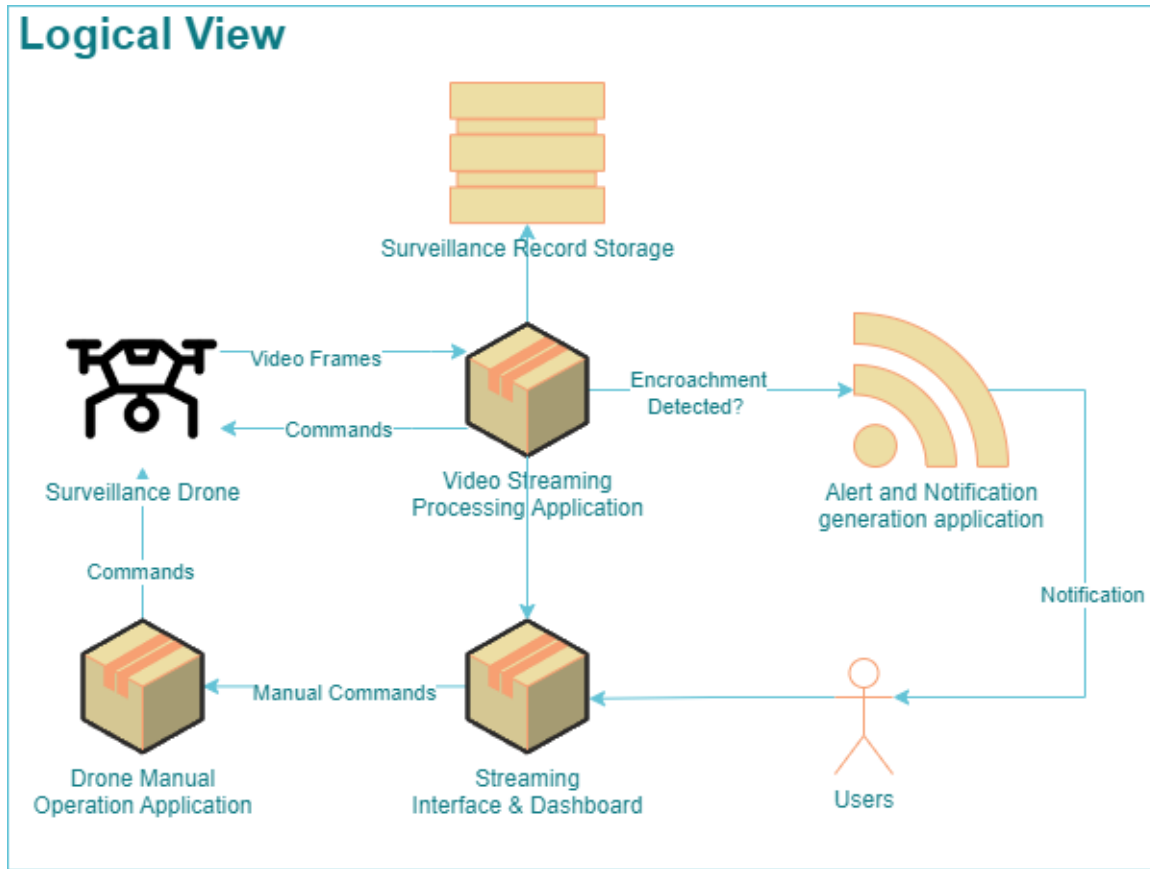 Logical View
Surveillance Record Storage
Video Frames
Encroachment
Detected?
Commands
Surveillance Drone
Video Streaming
Processing Application
Alert and Notification
generation application
Commands
Notification
Manual Commands
Drone Manual
Operation Application
Streaming
Interface & Dashboard
Users